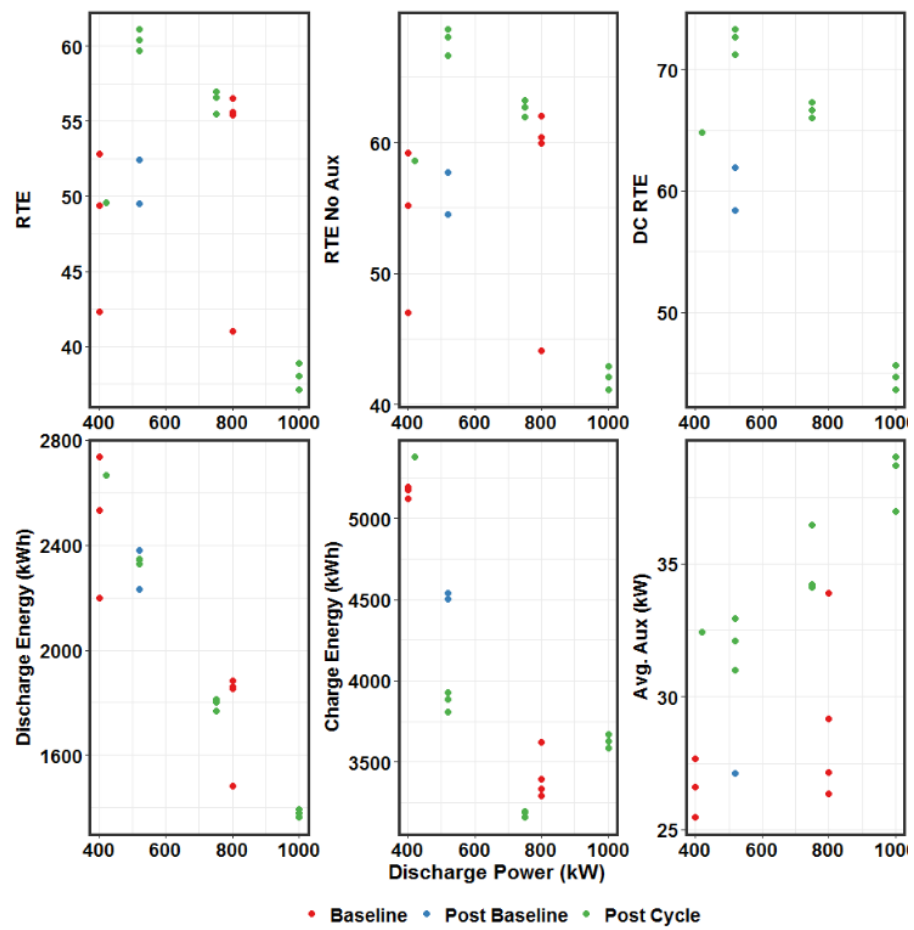 RTE
60
55
50
45
40
RTE No Aux
60
50
40
DC RTE
70
60
50
400 600 800 1000
400 600 800 1000
400 600 800 100
Discharge Energy (kWh)
2800
2400
2000
1600
Charge Energy (kWh)
5000
4500
4000
3500
Avg. Aux (kW)
35
30
25
400 600 800 1000
400 600 800 1000
400 600 800 100
Discharge Power (kW)
Baseline Post Baseline Post Cycle